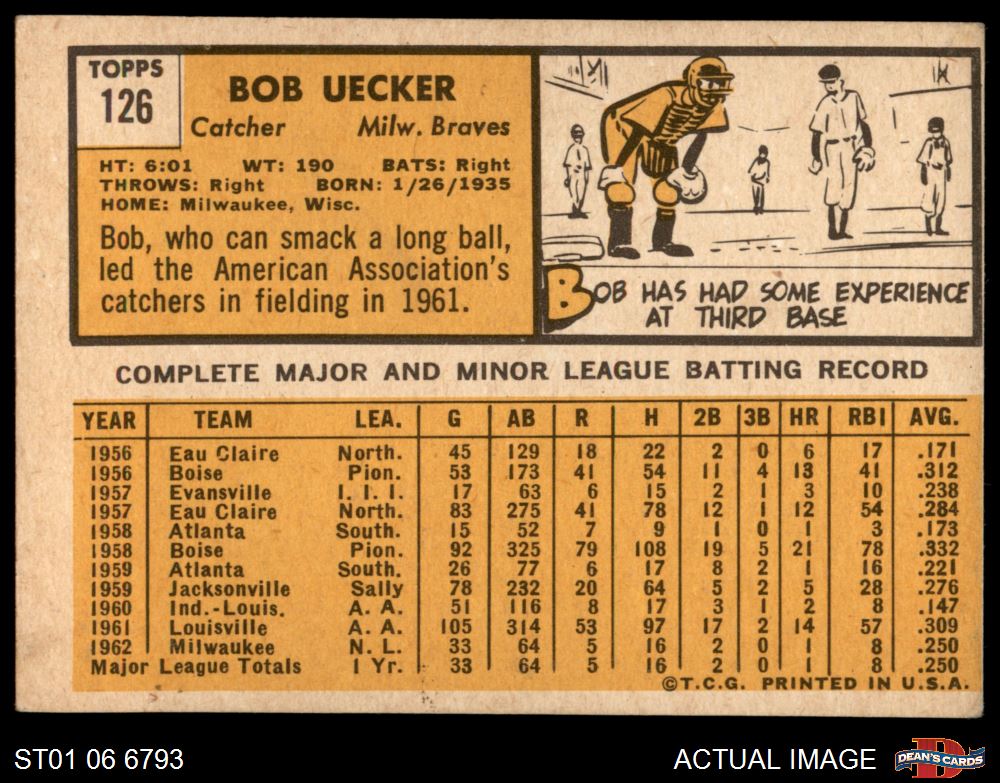 TOPPS
126
BOB UECKER
Catcher Milw. Braves
HT: 6:01 WT: 190 BATS: Right
THROWS: Right BORN: 1/26/1935
HOME: Milwaukee, Wisc.
Bob, who can smack a long ball,
led the American Association's
catchers in fielding in 1961.
BOB HAS HAD SOME EXPERIENCE
AT THIRD BASE
COMPLETE MAJOR AND MINOR LEAGUE BATTING RECORD
YEAR TEAM LEA. G AB R H 2B 3B HR RBI AVG.
1956 Eau Claire North. 45 129 18 22 2 0 6 17 .171
1956 Boise Pion. 53 173 41 54 11 4 13 41 .312
1957 Evansville I. I. I. 17 63 6 15 2 1 3 10 .238
1957 Eau Claire North. 83 275 41 78 12 1 12 54 .284
1958 Atlanta South. 15 52 7 9 1 0 1 3 .173
1958 Boise Pion. 92 325 79 108 19 5 21 78 .332
1959 Atlanta South. 26 77 6 17 8 2 1 16 .221
1959 Jacksonville Sally 78 232 20 64 5 2 5 28 .276
1960 Ind.-Louis. A. A. 51 116 8 17 3 1 2 8 .147
1961 Louisville A. A. 105 314 53 97 17 2 14 57 .309
1962 Milwaukee N. L. 33 64 5 16 2 0 1 8 .250
Major League Totals 1 Yr. 33 64 5 16 2 0 1 8 .250
©T.C.G. PRINTED IN U.S.A.
ST01 06 6793 ACTUAL IMAGE DEAN'S CARDS